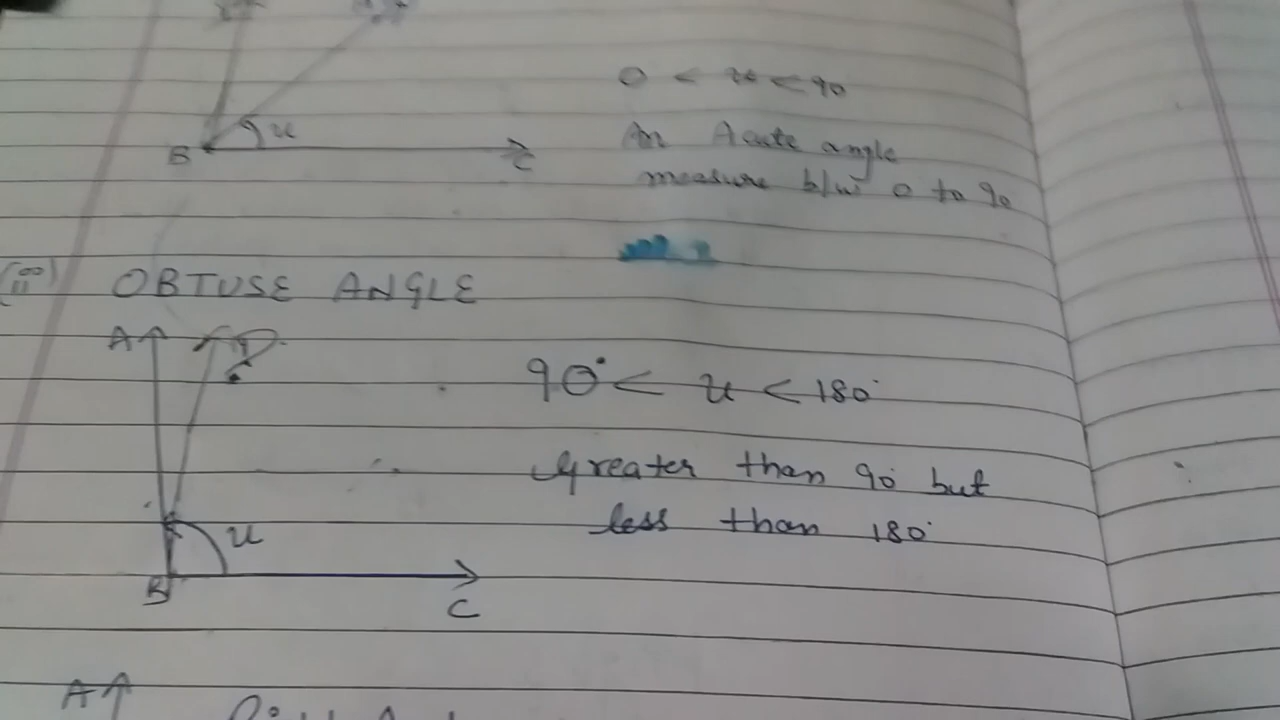 B x C
0 < x < 90
An Acute angle
measure b/w 0 to 90
(ii) OBTUSE ANGLE
A D
90° < x < 180°
Greater than 90° but
less than 180°
x
B C
A